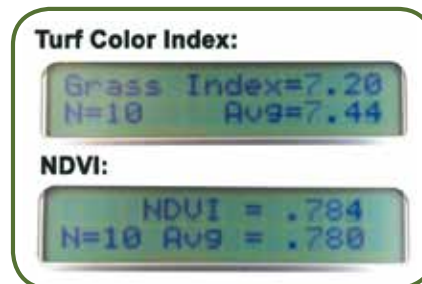 Turf Color Index:
Grass Index=7.20
N=10 Avg=7.44
NDVI:
NDVI = .784
N=10 Avg = .780